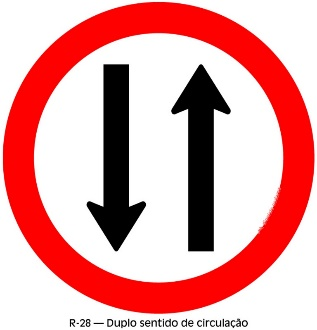 R-28 — Duplo sentido de circulação